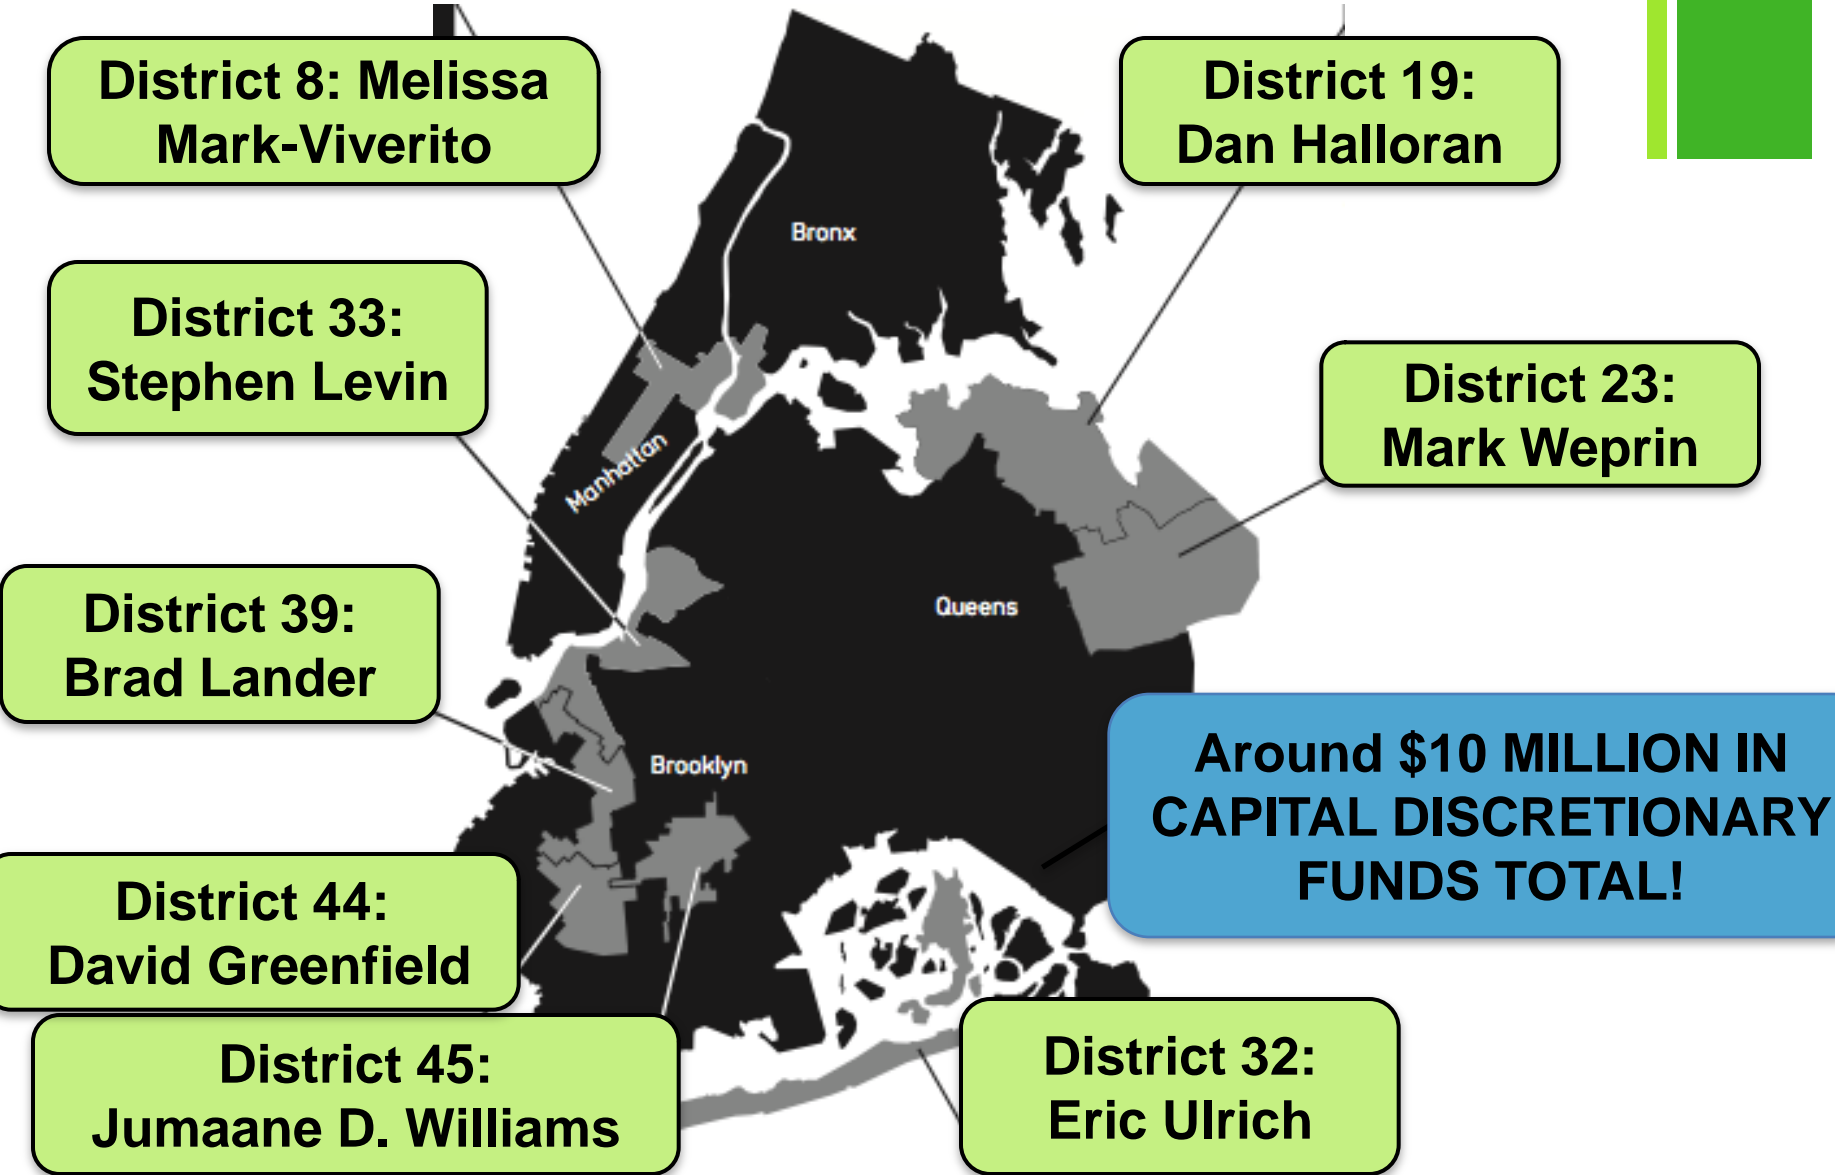 District 8: Melissa
Mark-Viverito
District 19:
Dan Halloran
Bronx
District 33:
Stephen Levin
District 23:
Mark Weprin
Manhattan
District 39:
Brad Lander
Queens
Brooklyn
Around $10 MILLION IN
CAPITAL DISCRETIONARY
FUNDS TOTAL!
District 44:
David Greenfield
District 45:
Jumaane D. Williams
District 32:
Eric Ulrich